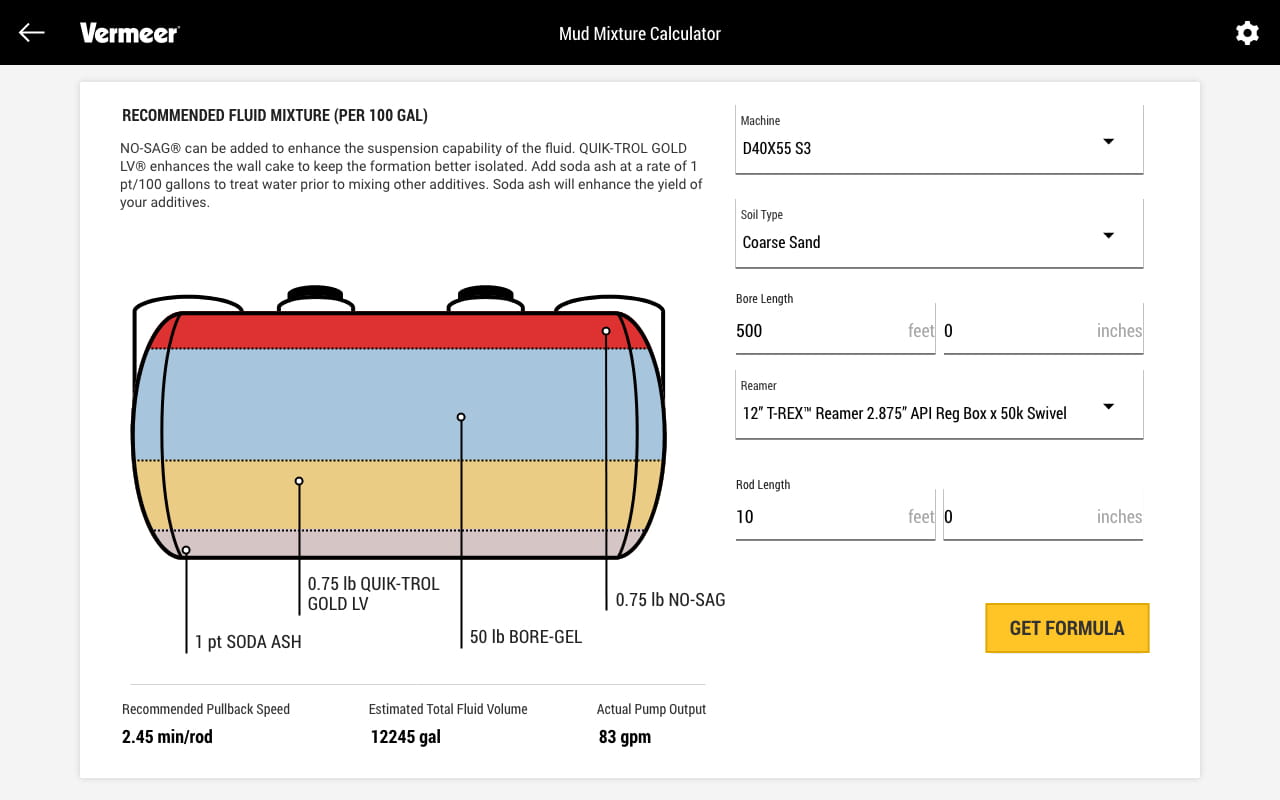 Vermeer
Mud Mixture Calculator
RECOMMENDED FLUID MIXTURE (PER 100 GAL)
NO-SAG® can be added to enhance the suspension capability of the fluid. QUIK-TROL GOLD
LV® enhances the wall cake to keep the formation better isolated. Add soda ash at a rate of 1
pt/100 gallons to treat water prior to mixing other additives. Soda ash will enhance the yield of
your additives.
0.75 lb QUIK-TROL
GOLD LV
0.75 lb NO-SAG
1 pt SODA ASH
50 lb BORE-GEL
Recommended Pullback Speed
2.45 min/rod
Estimated Total Fluid Volume
12245 gal
Actual Pump Output
83 gpm
Machine
D40X55 S3
Soil Type
Coarse Sand
Bore Length
500 feet 0 inches
Reamer
12” T-REX™ Reamer 2.875” API Reg Box x 50k Swivel
Rod Length
10 feet 0 inches
GET FORMULA